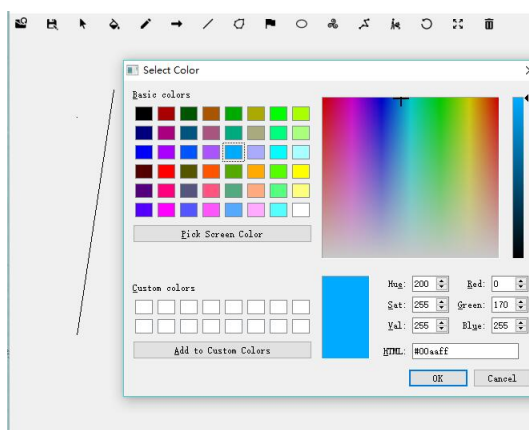 Select Color
Basic colors
Pick Screen Color
Custom colors
Add to Custom Colors
Hue: 200 Red: 0
Sat: 255 Green: 170
Val: 255 Blue: 255
HTML: #00aaff
OK Cancel